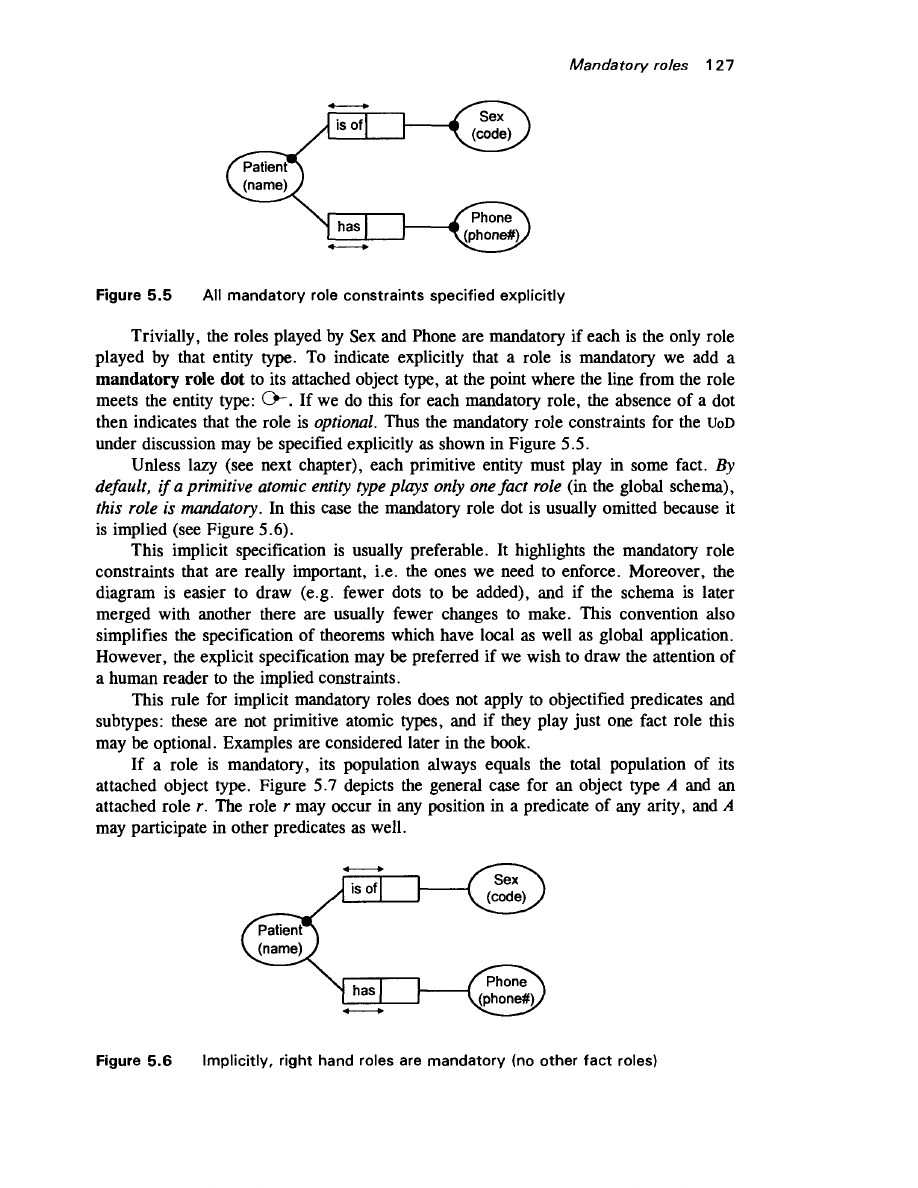 Mandatory roles 127
is of
Sex
(code)
Patient
(name)
has
Phone
(phone#)
Figure 5.5 All mandatory role constraints specified explicitly
Trivially, the roles played by Sex and Phone are mandatory if each is the only role
played by that entity type. To indicate explicitly that a role is mandatory we add a
mandatory role dot to its attached object type, at the point where the line from the role
meets the entity type: . If we do this for each mandatory role, the absence of a dot
then indicates that the role is optional. Thus the mandatory role constraints for the UoD
under discussion may be specified explicitly as shown in Figure 5.5.
Unless lazy (see next chapter), each primitive entity must play in some fact. By
default, if a primitive atomic entity type plays only one fact role (in the global schema),
this role is mandatory. In this case the mandatory role dot is usually omitted because it
is implied (see Figure 5.6).
This implicit specification is usually preferable. It highlights the mandatory role
constraints that are really important, i.e. the ones we need to enforce. Moreover, the
diagram is easier to draw (e.g. fewer dots to be added), and if the schema is later
merged with another there are usually fewer changes to make. This convention also
simplifies the specification of theorems which have local as well as global application.
However, the explicit specification may be preferred if we wish to draw the attention of
a human reader to the implied constraints.
This rule for implicit mandatory roles does not apply to objectified predicates and
subtypes: these are not primitive atomic types, and if they play just one fact role this
may be optional. Examples are considered later in the book.
If a role is mandatory, its population always equals the total population of its
attached object type. Figure 5.7 depicts the general case for an object type A and an
attached role r. The role r may occur in any position in a predicate of any arity, and A
may participate in other predicates as well.
is of
Sex
(code)
Patient
(name)
has
Phone
(phone#)
Figure 5.6 Implicitly, right hand roles are mandatory (no other fact roles)